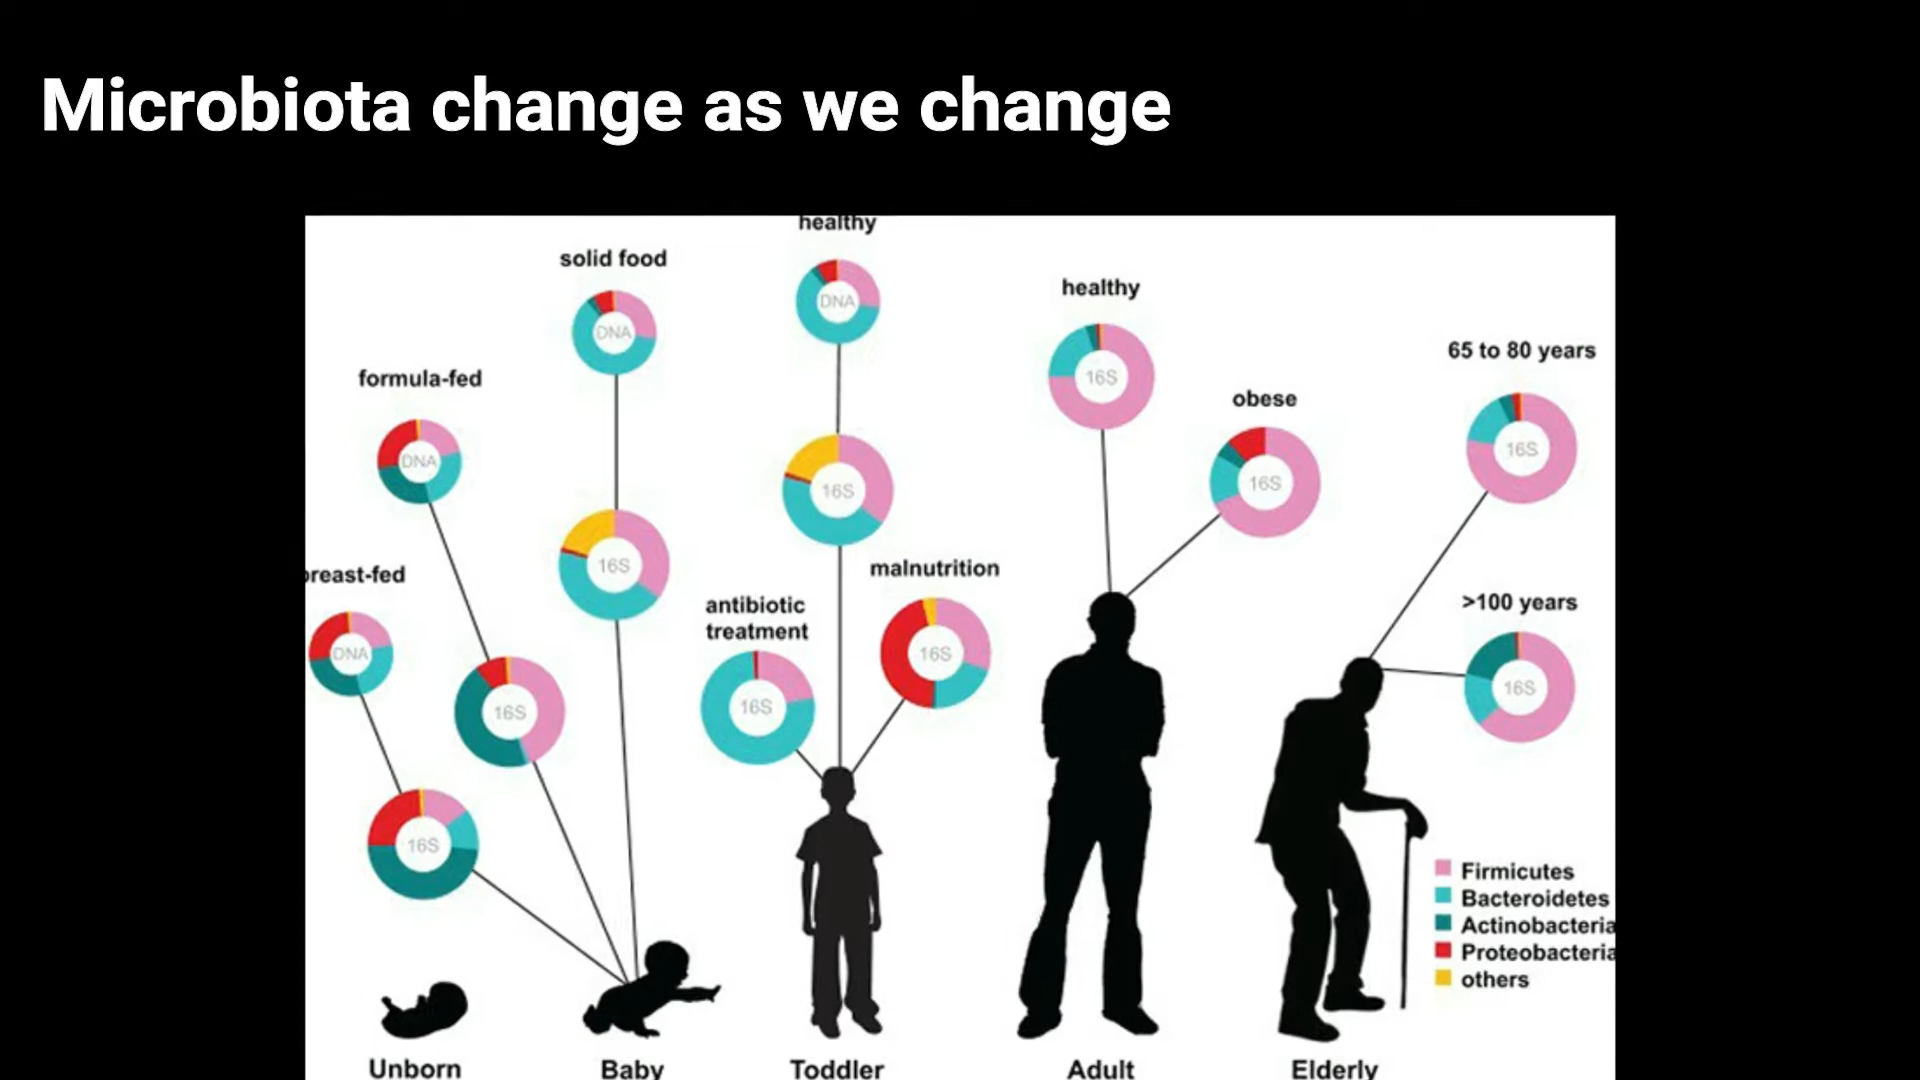 Microbiota change as we change
healthy
solid food
DNA
healthy
DNA
65 to 80 years
formula-fed
16S
obese
DNA
16S
16S
16S
16S
breast-fed
malnutrition
antibiotic
treatment
>100 years
DNA
16S
16S
16S
16S
16S
Firmicutes
Bacteroidetes
Actinobacteria
Proteobacteria
others
Unborn
Baby
Toddler
Adult
Elderly